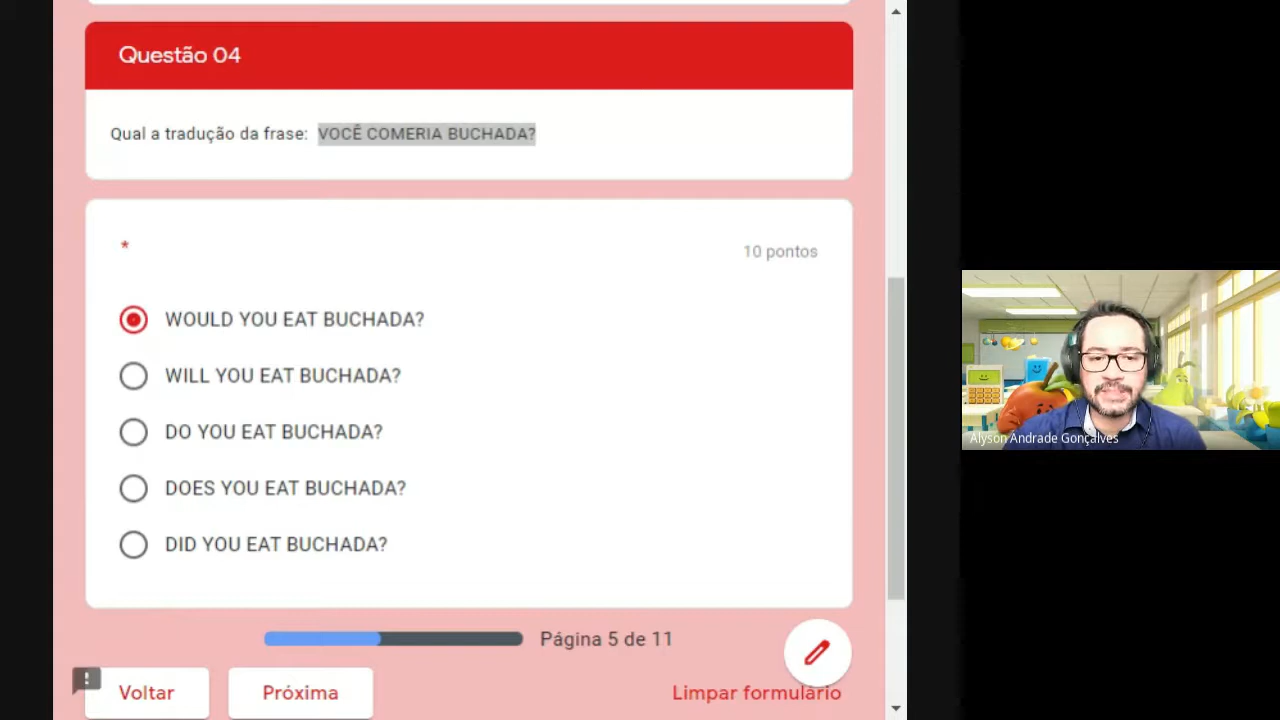 Questão 04
Qual a tradução da frase: VOCÊ COMERIA BUCHADA?
*
10 pontos
WOULD YOU EAT BUCHADA?
WILL YOU EAT BUCHADA?
DO YOU EAT BUCHADA?
DOES YOU EAT BUCHADA?
DID YOU EAT BUCHADA?
Página 5 de 11
Voltar
Próxima
Limpar formulário
Alyson Andrade Gonçalves